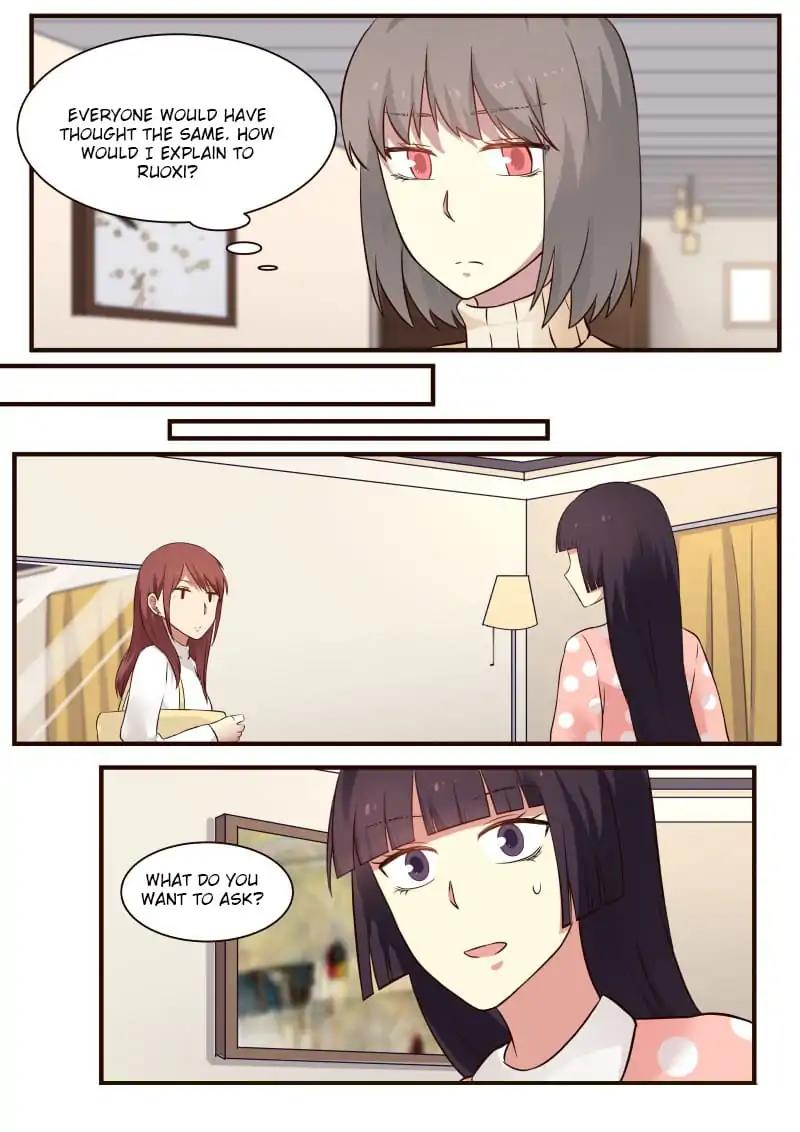 EVERYONE WOULD HAVE
THOUGHT THE SAME. HOW
WOULD I EXPLAIN TO
RUOXI?
WHAT DO YOU
WANT TO ASK?